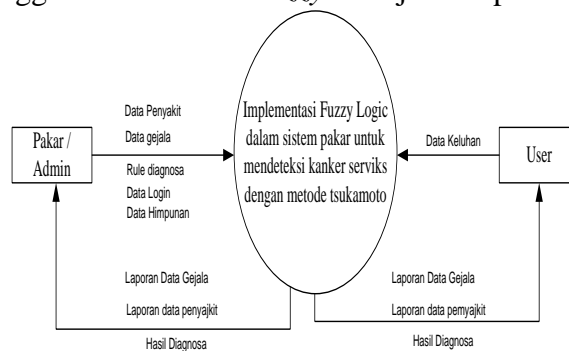 Pakar /
Admin
Data Penyakit
Data gejala
Rule diagnosa
Data Login
Data Himpunan
Implementasi Fuzzy Logic
dalam sistem pakar untuk
mendeteksi kanker serviks
dengan metode tsukamoto
Data Keluhan
User
Laporan Data Gejala
Laporan data penyajkit
Hasil Diagnosa
Laporan Data Gejala
Laporan data pemyajkit
Hasil Diagnosa